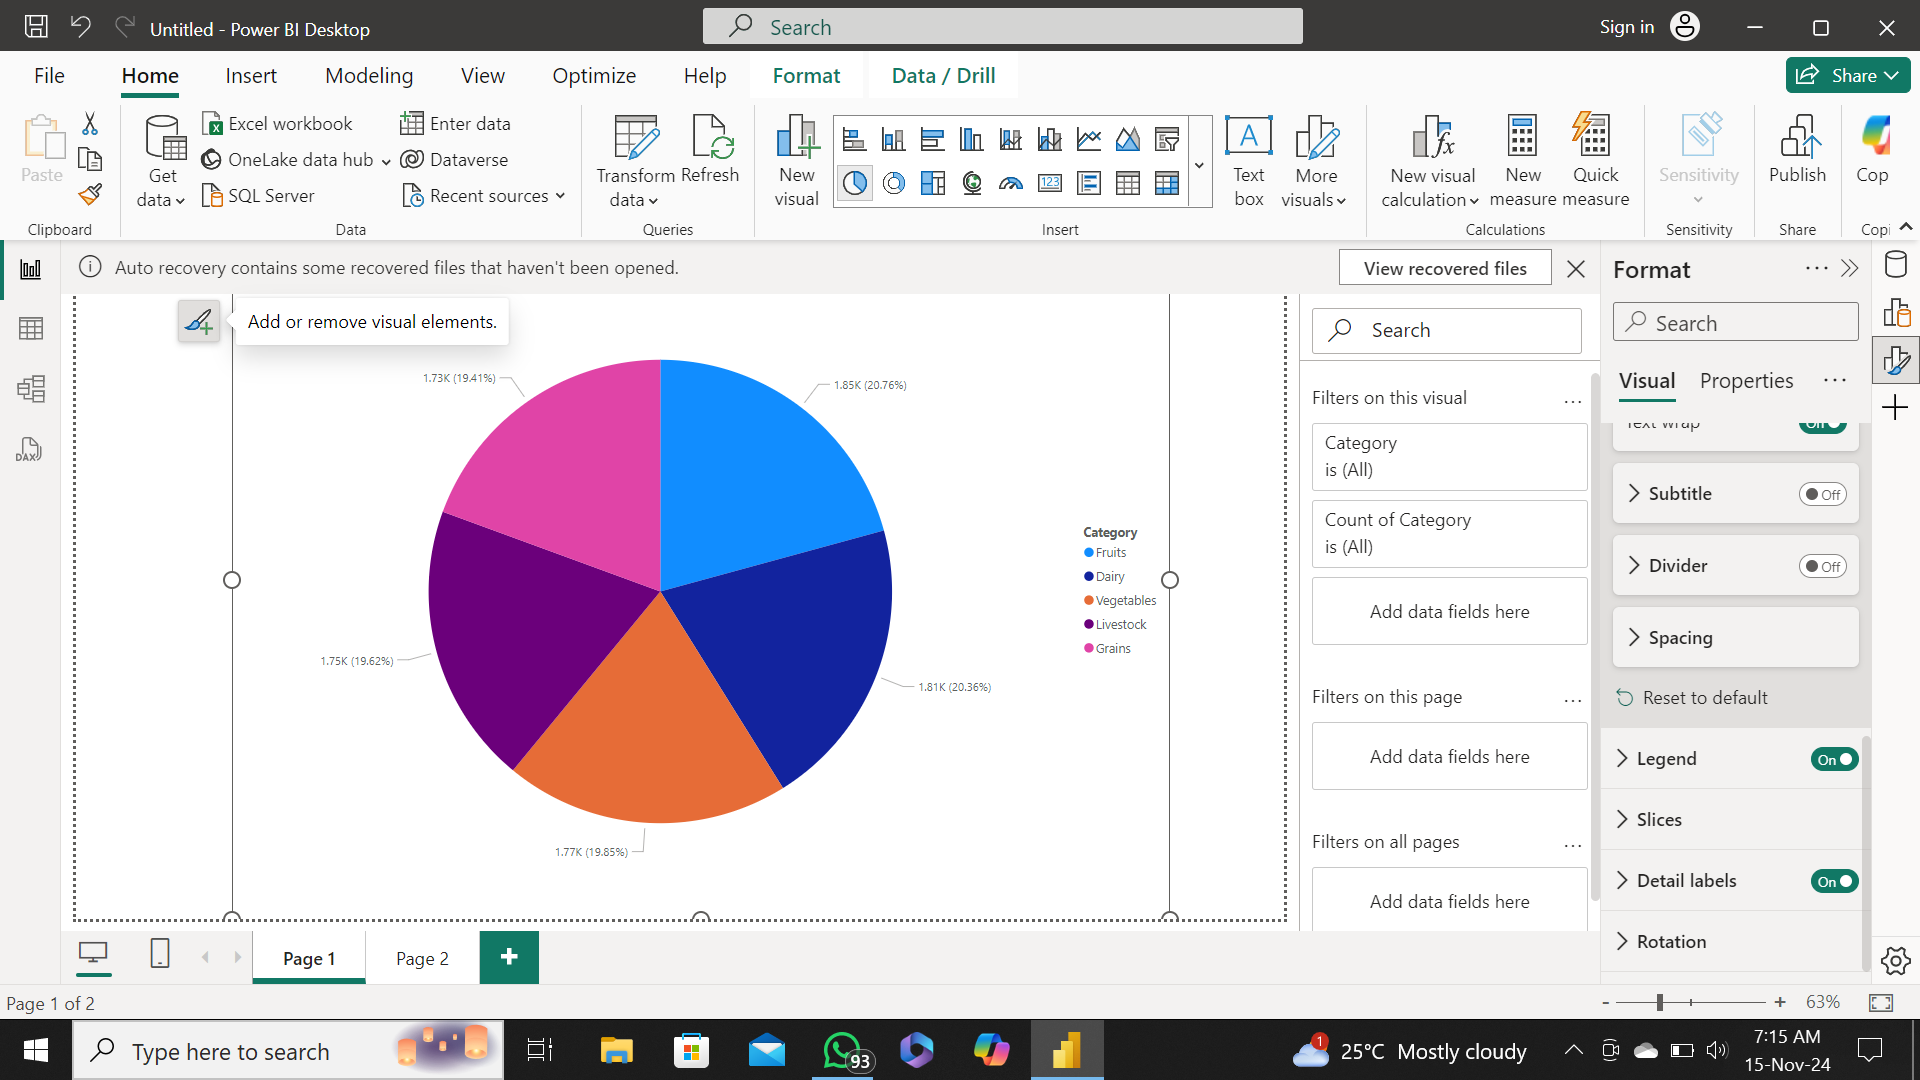 Untitled - Power BI Desktop
Search
Sign in
File
Home
Insert
Modeling
View
Optimize
Help
Format
Data / Drill
Share
Paste
Clipboard
Get data
Excel workbook
OneLake data hub
SQL Server
Enter data
Dataverse
Recent sources
Data
Transform data
Refresh
Queries
New visual
123
A
Text box
More visuals
Insert
New visual calculation
New measure
Quick measure
Calculations
Sensitivity
Sensitivity
Publish
Share
Cop
Copi
Auto recovery contains some recovered files that haven't been opened.
View recovered files
Add or remove visual elements.
1.73K (19.41%)
1.85K (20.76%)
1.75K (19.62%)
1.81K (20.36%)
1.77K (19.85%)
Category
Fruits
Dairy
Vegetables
Livestock
Grains
Search
Filters on this visual
Category
is (All)
Count of Category
is (All)
Add data fields here
Filters on this page
Add data fields here
Filters on all pages
Add data fields here
Format
Search
Visual
Properties
Text wrap
On
Subtitle
Off
Divider
Off
Spacing
Reset to default
Legend
On
Slices
Detail labels
On
Rotation
DAX
Page 1
Page 2
+
Page 1 of 2
- + 63%
Type here to search
93
1
25°C Mostly cloudy
7:15 AM
15-Nov-24